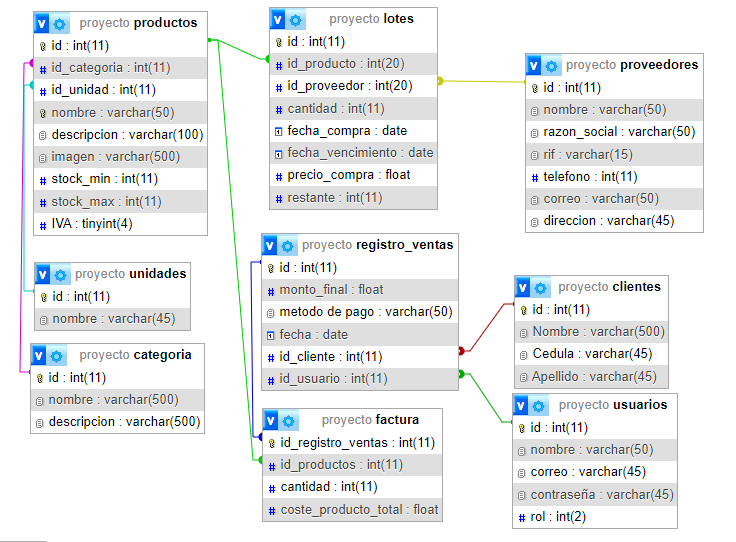 proyecto productos
id : int(11)
id_categoria : int(11)
id_unidad : int(11)
nombre : varchar(50)
descripcion : varchar(100)
imagen : varchar(500)
stock_min : int(11)
stock_max : int(11)
IVA : tinyint(4)
proyecto unidades
id : int(11)
nombre : varchar(45)
proyecto categoria
id : int(11)
nombre : varchar(500)
descripcion : varchar(500)
proyecto lotes
id : int(11)
id_producto : int(20)
id_proveedor : int(20)
cantidad : int(11)
fecha_compra : date
fecha_vencimiento : date
precio_compra : float
restante : int(11)
proyecto registro_ventas
id : int(11)
monto_final : float
metodo de pago : varchar(50)
fecha : date
id_cliente : int(11)
id_usuario : int(11)
proyecto factura
id_registro_ventas : int(11)
id_productos : int(11)
cantidad : int(11)
coste_producto_total : float
proyecto proveedores
id : int(11)
nombre : varchar(50)
razon_social : varchar(50)
rif : varchar(15)
telefono : int(11)
correo : varchar(50)
direccion : varchar(45)
proyecto clientes
id : int(11)
Nombre : varchar(500)
Cedula : varchar(45)
Apellido : varchar(45)
proyecto usuarios
id : int(11)
nombre : varchar(50)
correo : varchar(45)
contraseña : varchar(45)
rol : int(2)